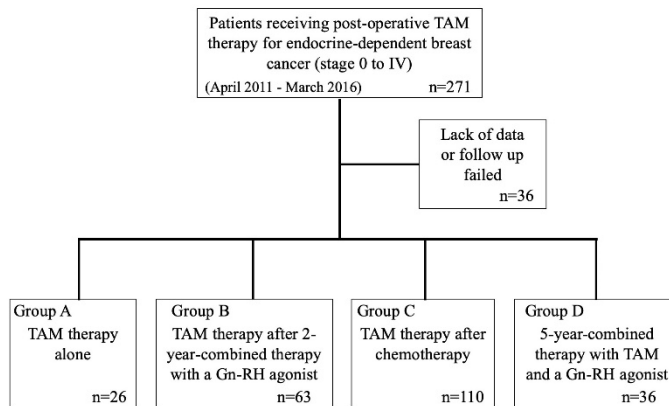 Patients receiving post-operative TAM
therapy for endocrine-dependent breast
cancer (stage 0 to IV)
(April 2011 - March 2016) n=271
Lack of data
or follow up
failed
n=36
Group A
TAM therapy
alone
n=26
Group B
TAM therapy after 2-
year-combined therapy
with a Gn-RH agonist
n=63
Group C
TAM therapy after
chemotherapy
n=110
Group D
5-year-combined
therapy with TAM
and a Gn-RH agonist
n=36